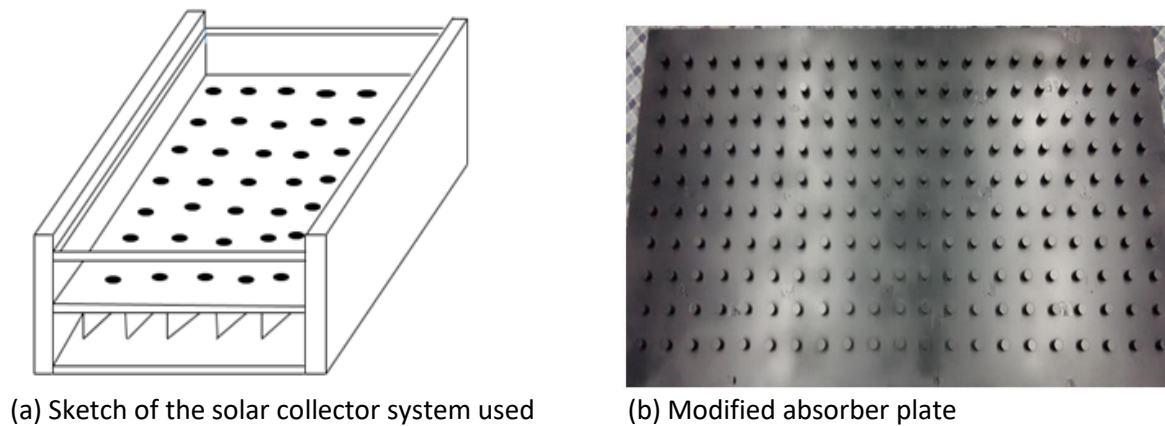 (a) Sketch of the solar collector system used
(b) Modified absorber plate